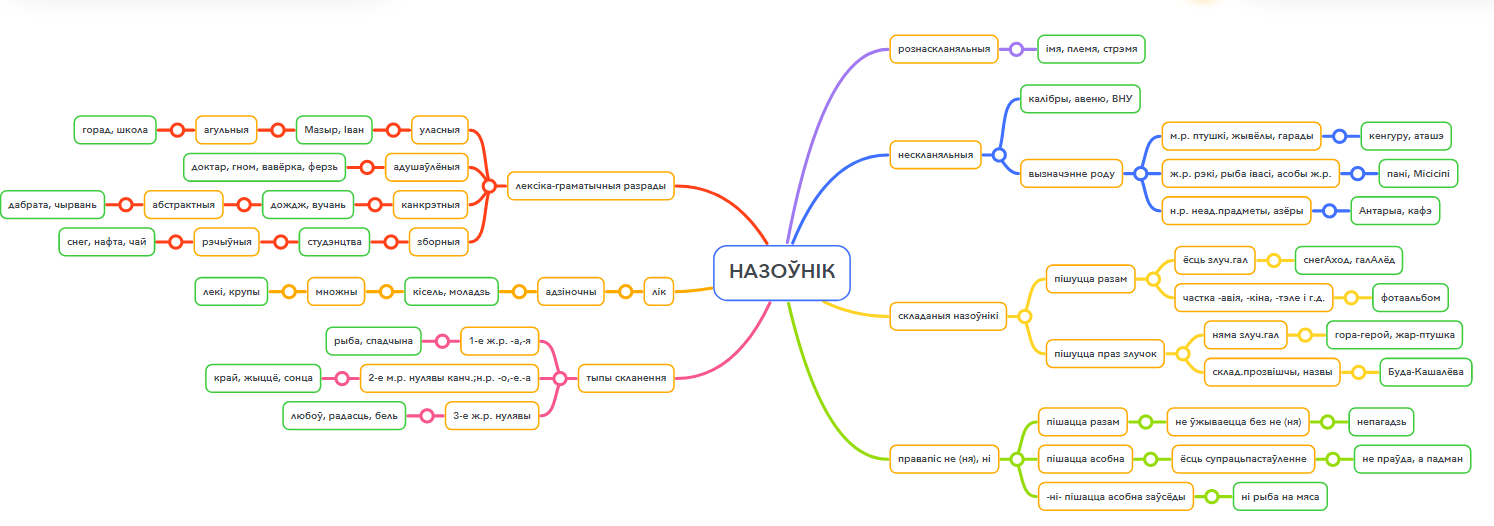 НАЗОЎНІК
рознаскланяльныя
імя, племя, стрэмя
нескланяльныя
калібры, авеню, ВНУ
вызначэнне роду
м.р. птушкі, жывёлы, гарады
кенгуру, аташэ
ж.р. рэкі, рыба івасі, асобы ж.р.
пані, Місісіпі
н.р. неад.прадметы, азёры
Антарыа, кафэ
складаныя назоўнікі
пішуцца разам
ёсць злуч.гал
снегАход, галАлёд
частка -авія, -кіна, -тэле і г.д.
фотаальбом
пішуцца праз злучок
няма злуч.гал
гора-герой, жар-птушка
склад.прозвішчы, назвы
Буда-Кашалёва
правапіс не (ня), ні
пішацца разам
не ўжываецца без не (ня)
непагадзь
пішацца асобна
ёсць супрацьпастаўленне
не праўда, а падман
-ні- пішацца асобна заўсёды
ні рыба на мяса
лексіка-граматычныя разрады
уласныя
Мазыр, Іван
агульныя
горад, школа
адушаўлёныя
доктар, гном, вавёрка, ферзь
канкрэтныя
дождж, вучань
абстрактныя
дабрата, чырвань
зборныя
студэнцтва
рэчыўныя
снег, нафта, чай
лік
адзіночны
кісель, моладзь
множны
лекі, крупы
тыпы скланення
1-е ж.р. -а,-я
рыба, спадчына
2-е м.р. нулявы канч.;н.р. -о,-е.-а
край, жыццё, сонца
3-е ж.р. нулявы
любоў, радасць, бель